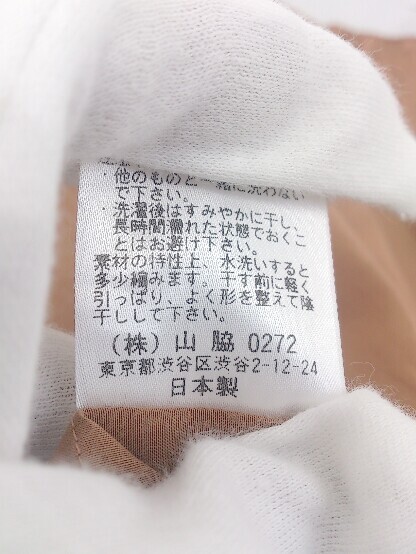 ・他のものと一緒に洗わない
で下さい。
・洗濯後はすみやかに干し、
長時間濡れた状態でおくこ
とはお避け下さい。
素材の特性上、水洗いすると
多少縮みます。干す前に軽く
引っぱり、よく形を整えて陰
干しして下さい。
(株)山 脇 0272
東京都渋谷区渋谷2-12-24
日本製